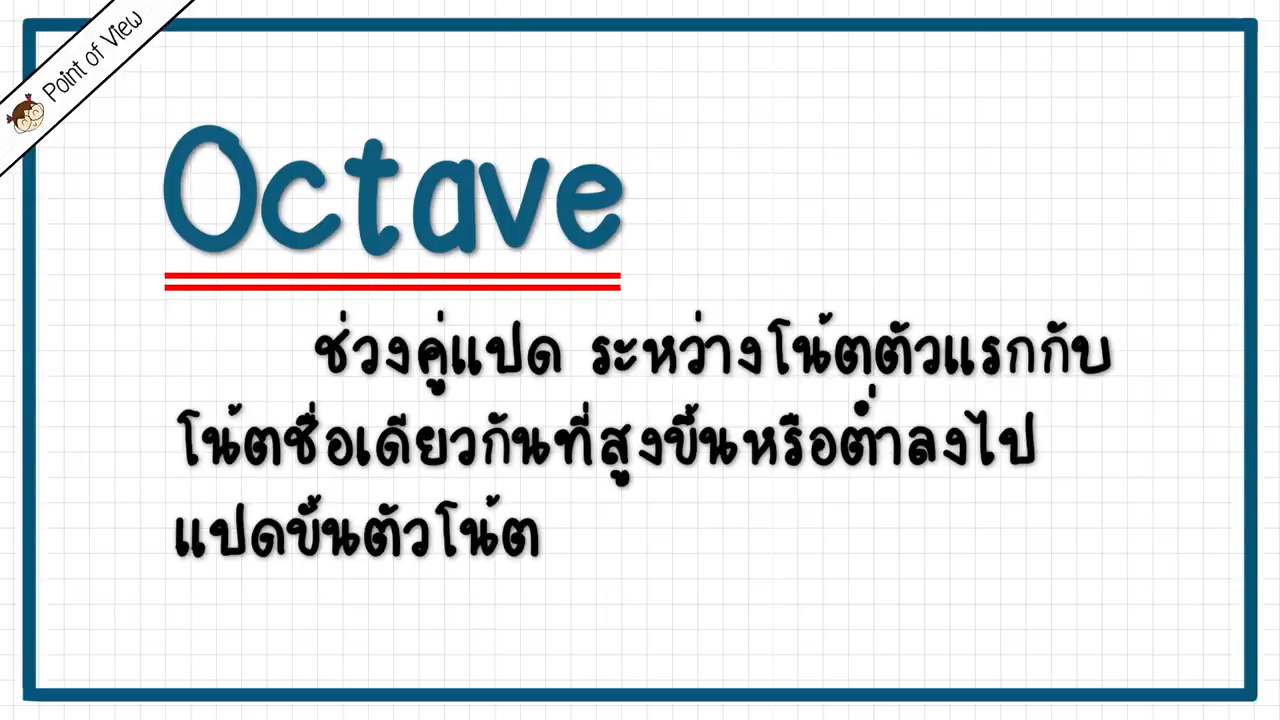 Point of View
Octave
ช่วงคู่แปด ระหว่างโน้ตตัวแรกกับ
โน้ตชื่อเดียวกันที่สูงขึ้นหรือต่ำลงไป
แปดขั้นตัวโน้ต